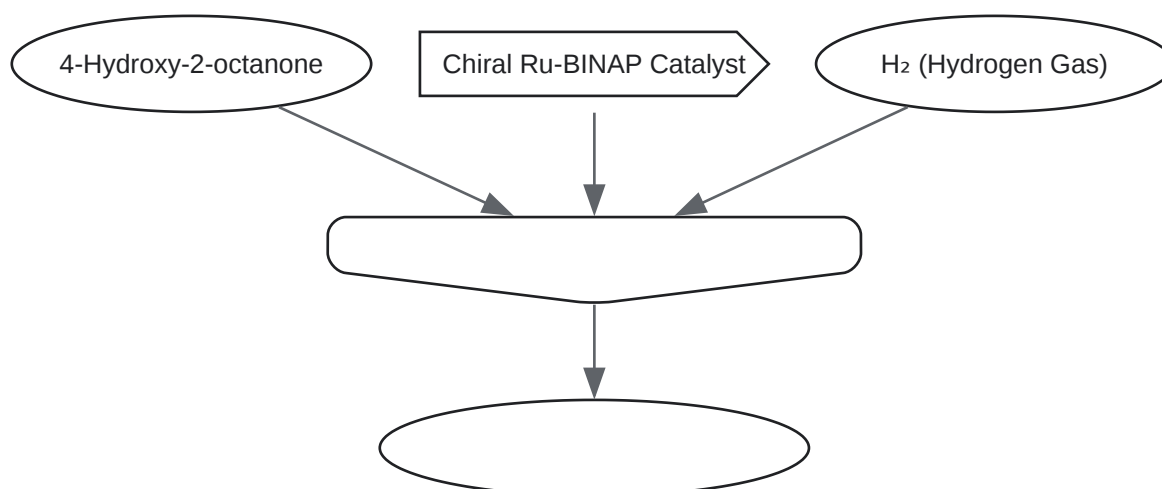 4-Hydroxy-2-octanone
Chiral Ru-BINAP Catalyst
H₂ (Hydrogen Gas)